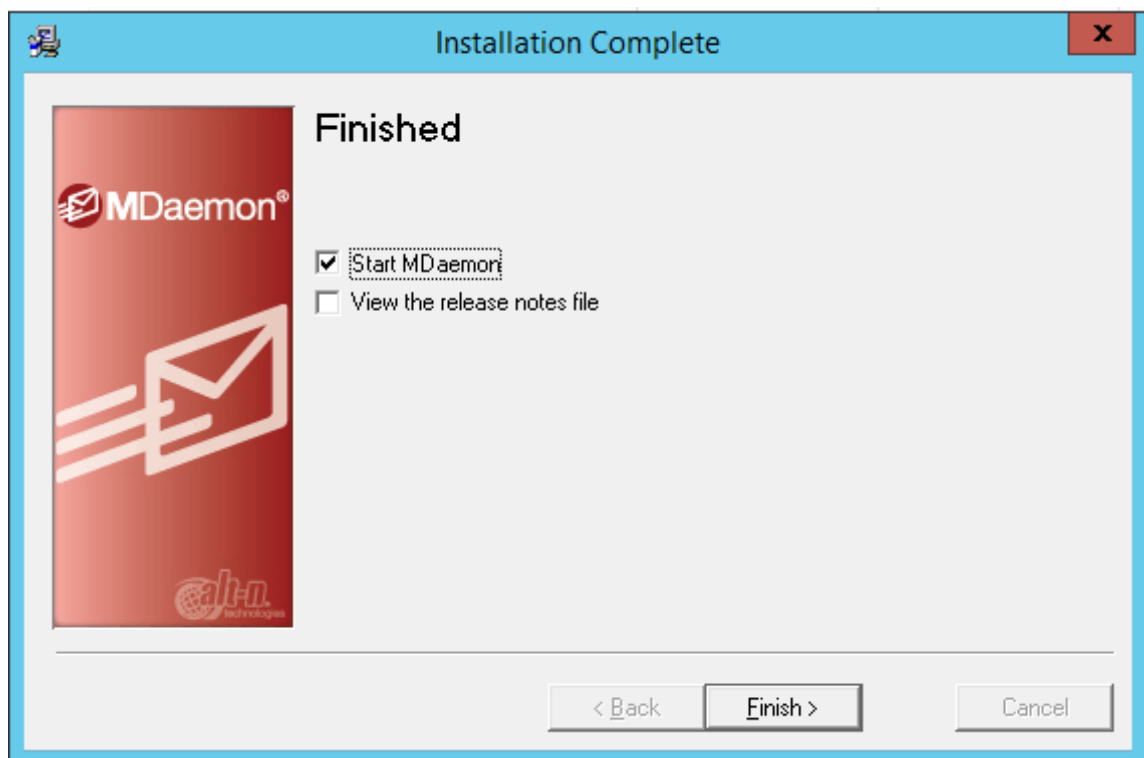 Installation Complete
x
Finished
MDaemon®
Start MDaemon
View the release notes file
alt-n
technologies
< Back
Finish >
Cancel